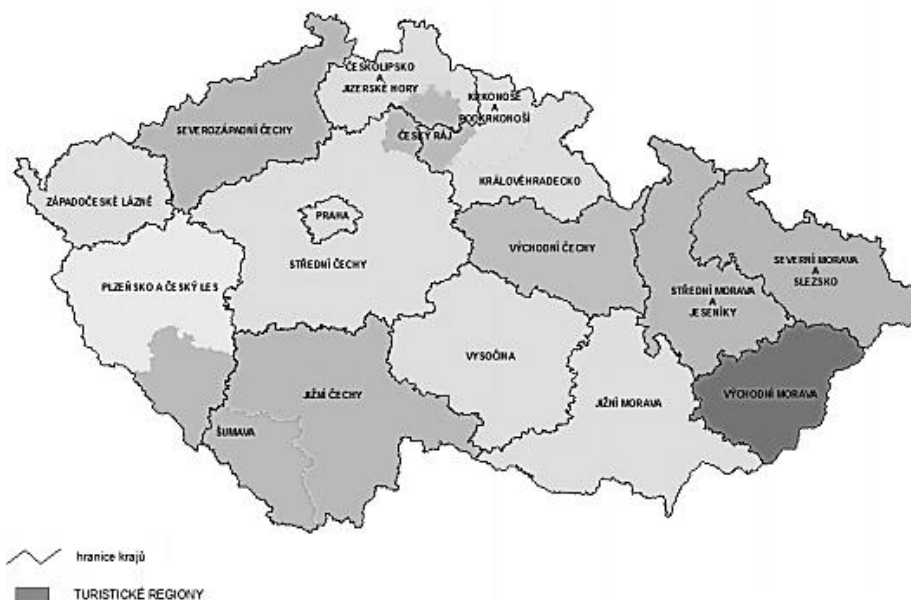 ČESKOLIPSKO
A
JIZERSKÉ HORY
KRKONOŠE
A
PODKRKONOŠÍ
SEVEROZÁPADNÍ ČECHY
ČESKÝ RÁJ
ZÁPADOČESKÉ LÁZNĚ
KRÁLOVÉHRADECKO
PRAHA
STŘEDNÍ ČECHY
VÝCHODNÍ ČECHY
SEVERNÍ MORAVA
A
SLEZSKO
PLZEŇSKO A ČESKÝ LES
STŘEDNÍ MORAVA
A
JESENÍKY
VYSOČINA
JIŽNÍ ČECHY
JIŽNÍ MORAVA
VÝCHODNÍ MORAVA
ŠUMAVA
hranice krajů
TURISTICKÉ REGIONY